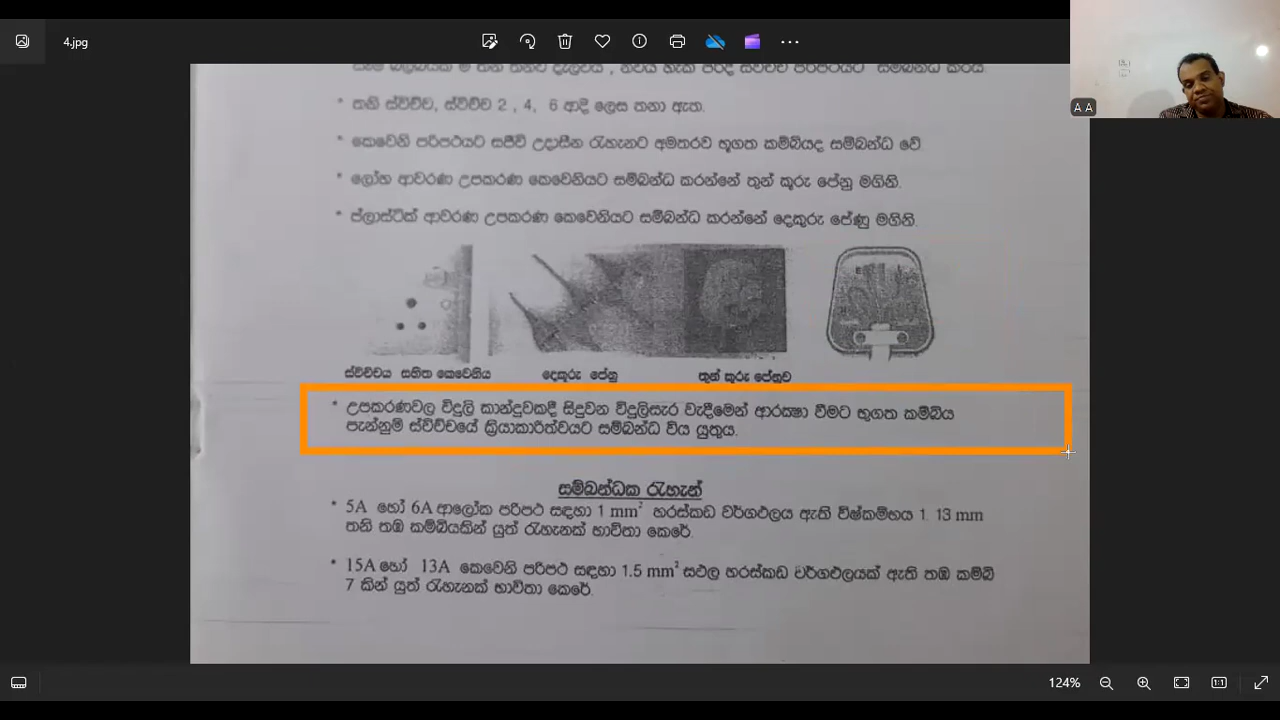 4.jpg
A A
* තනි ස්විච්ච, ස්විච්ච 2 , 4, 6 ආදී ලෙස තනා ඇත.
* කෙවෙනි පරිපථයට සජීවී උදාසීන රැහැනට අමතරව භූගත කම්බියද සම්බන්ධ වේ
* ලෝහ ආවරණ උපකරණ කෙවෙනියට සම්බන්ධ කරන්නේ තුන් කූරු පේනු මගිනි.
* ප්ලාස්ටික් ආවරණ උපකරණ කෙවෙනියට සම්බන්ධ කරන්නේ දෙකූරු පේණු මගිනි.
ස්විච්චය සහිත කෙවෙනිය
දෙකූරු පේනු
තුන් කූරු පේනුව
* උපකරණවල විදුලි කාන්දුවකදී සිදුවන විදුලිසැර වැදීමෙන් ආරක්ෂා වීමට භුගත කම්බිය
පැන්නුම් ස්විච්චයේ ක්‍රියාකාරිත්වයට සම්බන්ධ විය යුතුය.
සම්බන්ධක රැහැන්
* 5A හෝ 6A ආලෝක පරිපථ සඳහා 1 mm² හරස්කඩ වර්ගඵලය ඇති විෂ්කම්භය 1. 13 mm
තනි තඹ කම්බියකින් යුත් රැහැනක් භාවිතා කෙරේ.
* 15A හෝ 13A කෙවෙනි පරිපථ සඳහා 1.5 mm² සඵල හරස්කඩ වර්ගඵලයක් ඇති තඹ කම්බි
7 කින් යුත් රැහැනක් භාවිතා කෙරේ.
124%
1:1